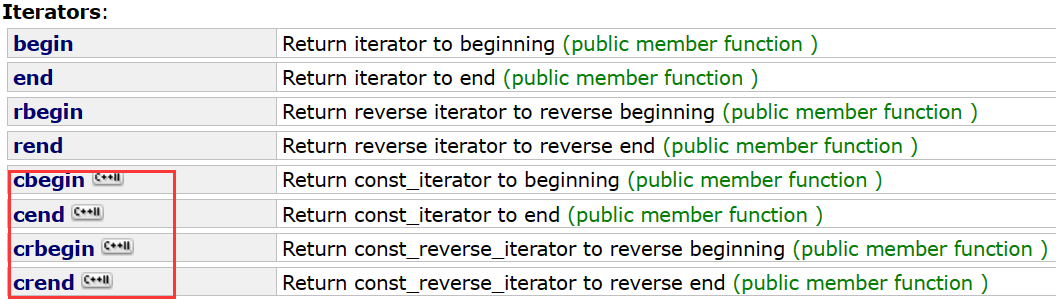 Iterators:
begin Return iterator to beginning (public member function )
end Return iterator to end (public member function )
rbegin Return reverse iterator to reverse beginning (public member function )
rend Return reverse iterator to reverse end (public member function )
cbegin C++11 Return const_iterator to beginning (public member function )
cend C++11 Return const_iterator to end (public member function )
crbegin C++11 Return const_reverse_iterator to reverse beginning (public member function )
crend C++11 Return const_reverse_iterator to reverse end (public member function )